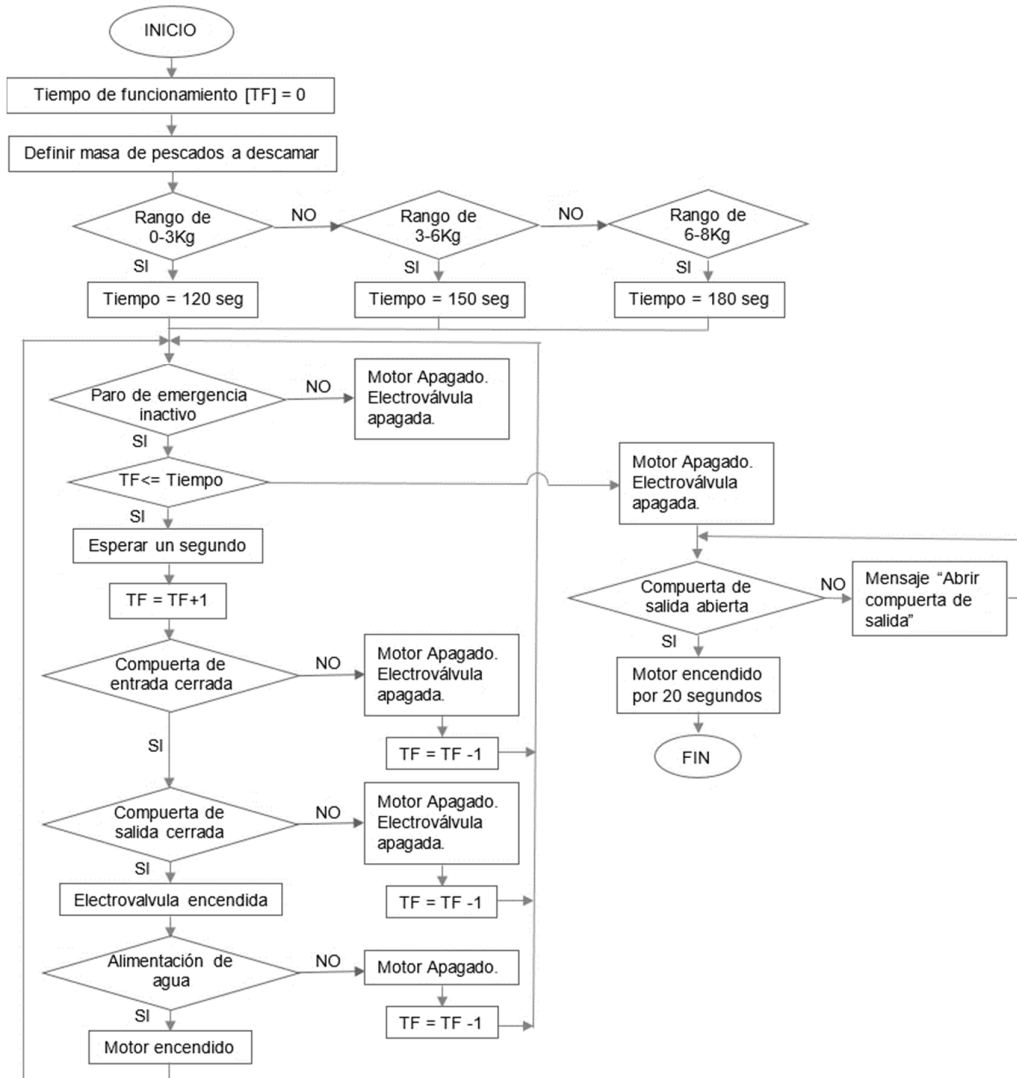 INICIO
Tiempo de funcionamiento [TF] = 0
Definir masa de pescados a descamar
Rango de
0-3Kg
NO
Rango de
3-6Kg
NO
Rango de
6-8Kg
SI
SI
SI
Tiempo = 120 seg
Tiempo = 150 seg
Tiempo = 180 seg
Paro de emergencia
inactivo
NO
Motor Apagado.
Electroválvula
apagada.
SI
TF<= Tiempo
Motor Apagado.
Electroválvula
apagada.
SI
Esperar un segundo
TF = TF+1
Compuerta de
salida abierta
NO
Mensaje “Abrir
compuerta de
salida”
SI
Motor encendido
por 20 segundos
FIN
Compuerta de
entrada cerrada
NO
Motor Apagado.
Electroválvula
apagada.
TF = TF -1
SI
Compuerta de
salida cerrada
NO
Motor Apagado.
Electroválvula
apagada.
TF = TF -1
SI
Electrovalvula encendida
Alimentación de
agua
NO
Motor Apagado.
TF = TF -1
SI
Motor encendido